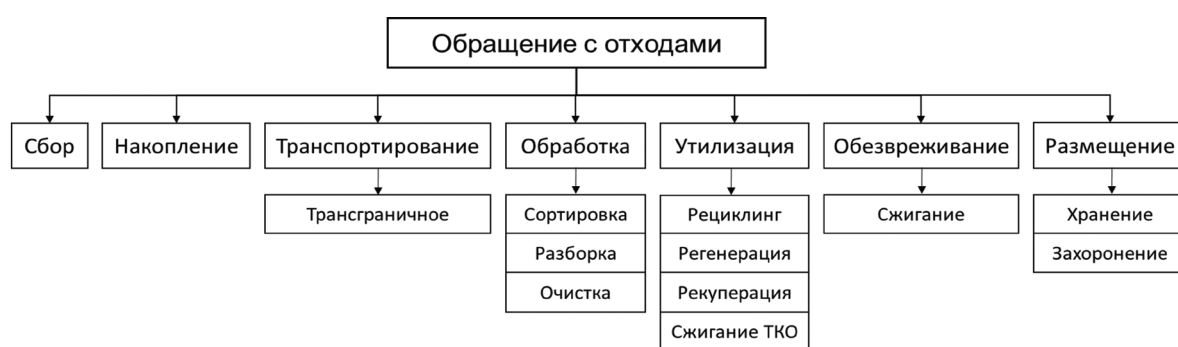 Обращение с отходами
Сбор
Накопление
Транспортирование
Обработка
Утилизация
Обезвреживание
Размещение
Трансграничное
Сортировка
Разборка
Очистка
Рециклинг
Регенерация
Рекуперация
Сжигание ТКО
Сжигание
Хранение
Захоронение